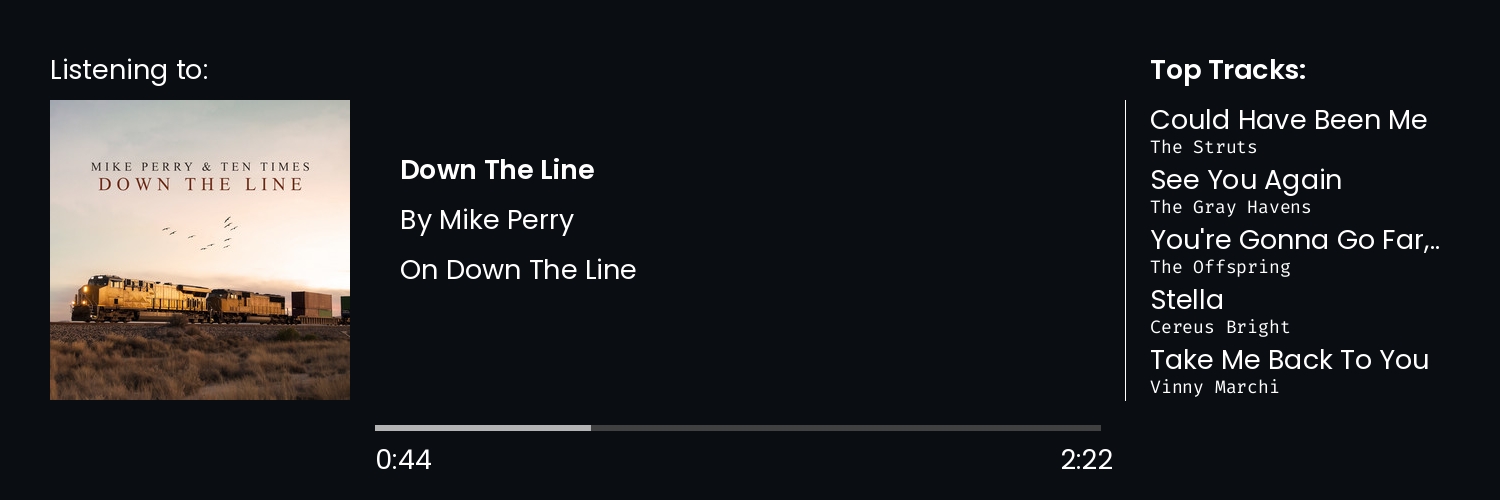 Listening to:
MIKE PERRY & TEN TIMES
DOWN THE LINE
Down The Line
By Mike Perry
On Down The Line
0:44
2:22
Top Tracks:
Could Have Been Me
The Struts
See You Again
The Gray Havens
You're Gonna Go Far,..
The Offspring
Stella
Cereus Bright
Take Me Back To You
Vinny Marchi